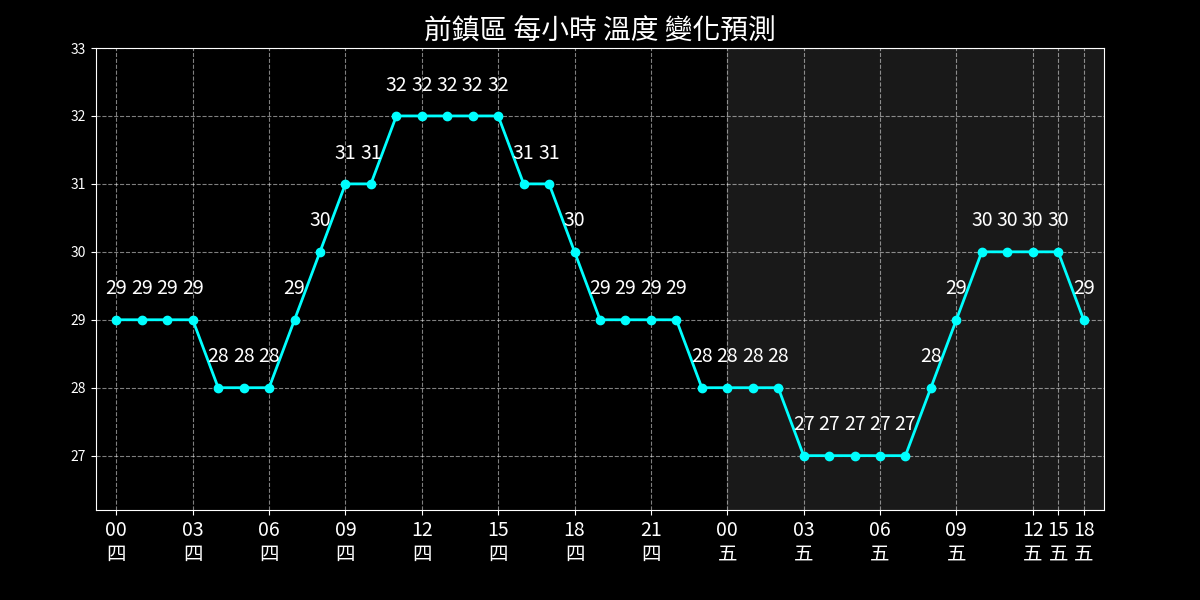 前鎮區 每小時 溫度 變化預測
33
32 32 32 32 32
32
31 31 31 31
31
30 30 30 30 30 30
30
29 29 29 29 29 29 29 29 29 29 29
29
28 28 28 28 28 28 28 28
28
27 27 27 27 27
27
00 03 06 09 12 15 18 21 00 03 06 09 12 15 18
四 四 四 四 四 四 四 四 五 五 五 五 五 五 五